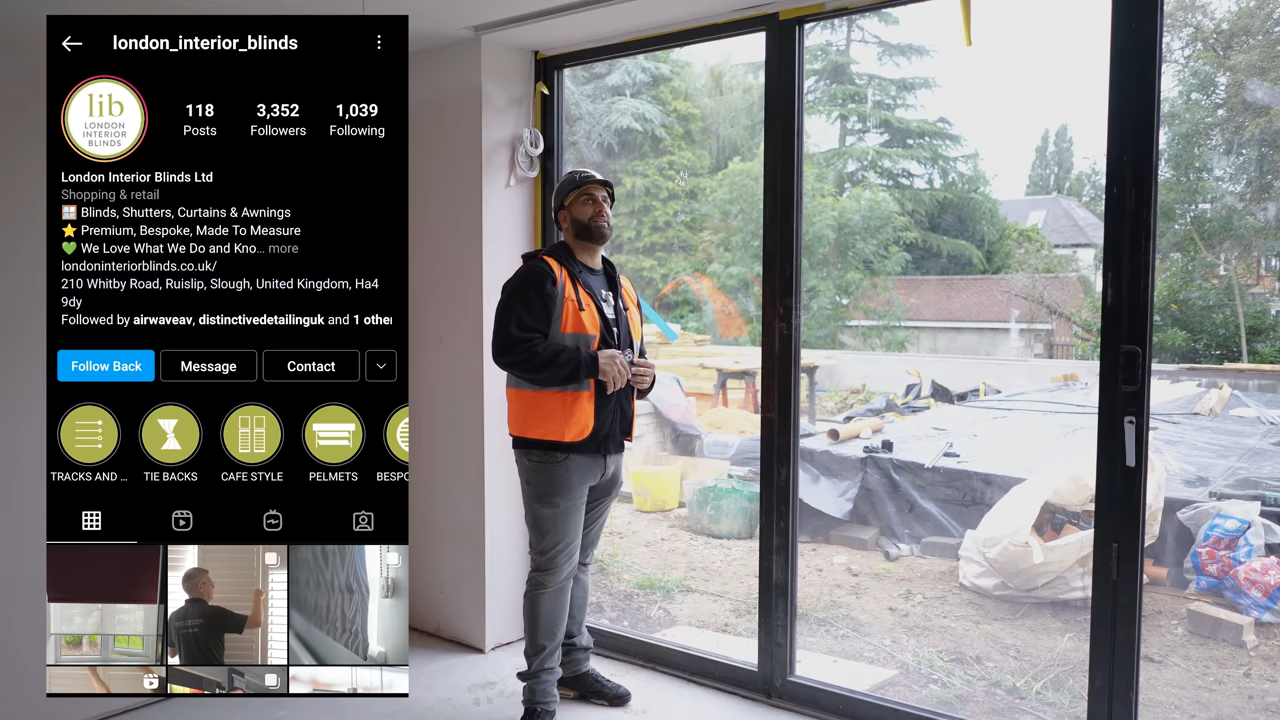 london_interior_blinds
lib
LONDON
INTERIOR
BLINDS
118
Posts
3,352
Followers
1,039
Following
London Interior Blinds Ltd
Shopping & retail
🪟 Blinds, Shutters, Curtains & Awnings
⭐ Premium, Bespoke, Made To Measure
💚 We Love What We Do and Kno... more
londoninteriorblinds.co.uk/
210 Whitby Road, Ruislip, Slough, United Kingdom, Ha4
9dy
Followed by airwaveav, distinctivedetailinguk and 1 other
Follow Back
Message
Contact
TRACKS AND ...
TIE BACKS
CAFE STYLE
PELMETS
BESPO